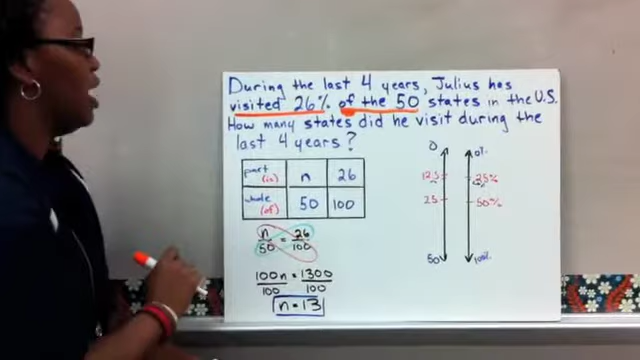 During the last 4 years, Julius has
visited 26% of the 50 states in the U.S.
How many states did he visit during the
last 4 years?
part (is) n 26
whole (of) 50 100
n/50 = 26/100
100n/100 = 1300/100
n = 13
0 0%
12.5 25%
25 50%
50 100%